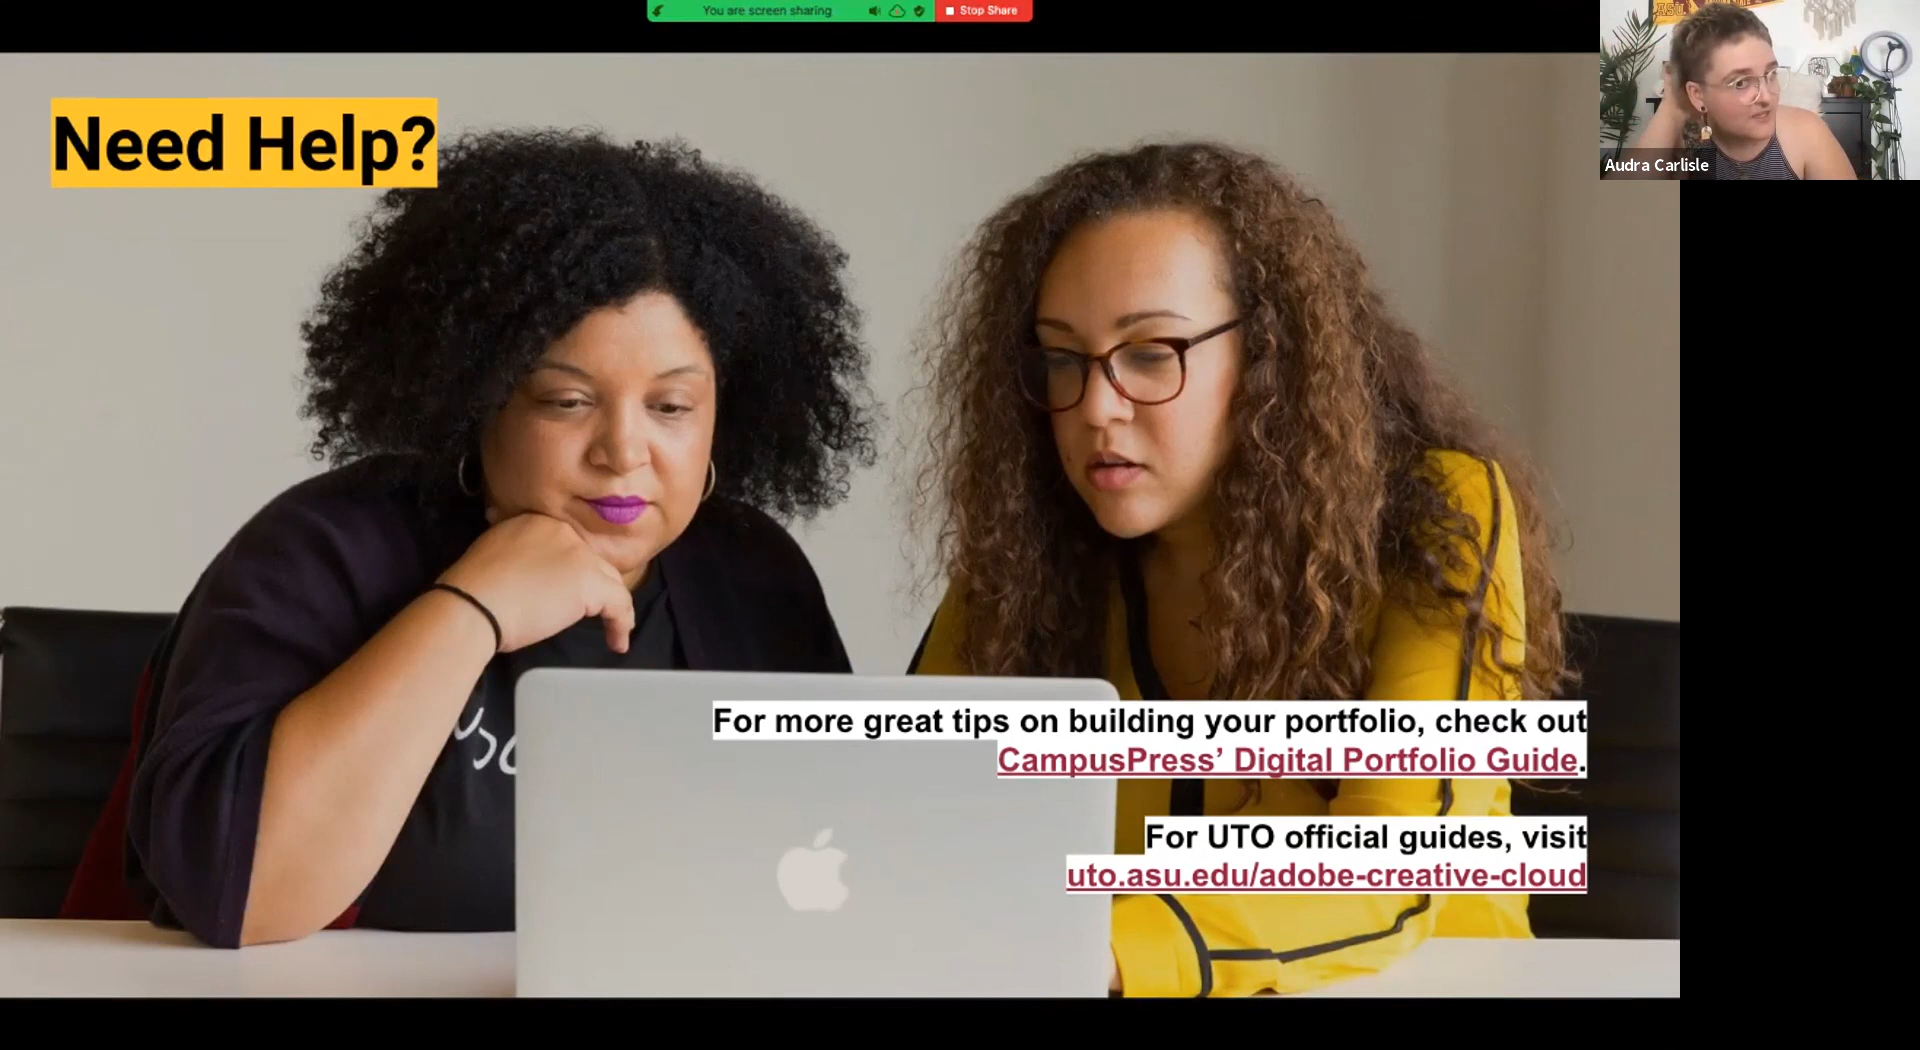 You are screen sharing
Stop Share
ASU
Audra Carlisle
Need Help?
For more great tips on building your portfolio, check out
CampusPress’ Digital Portfolio Guide.
For UTO official guides, visit
uto.asu.edu/adobe-creative-cloud